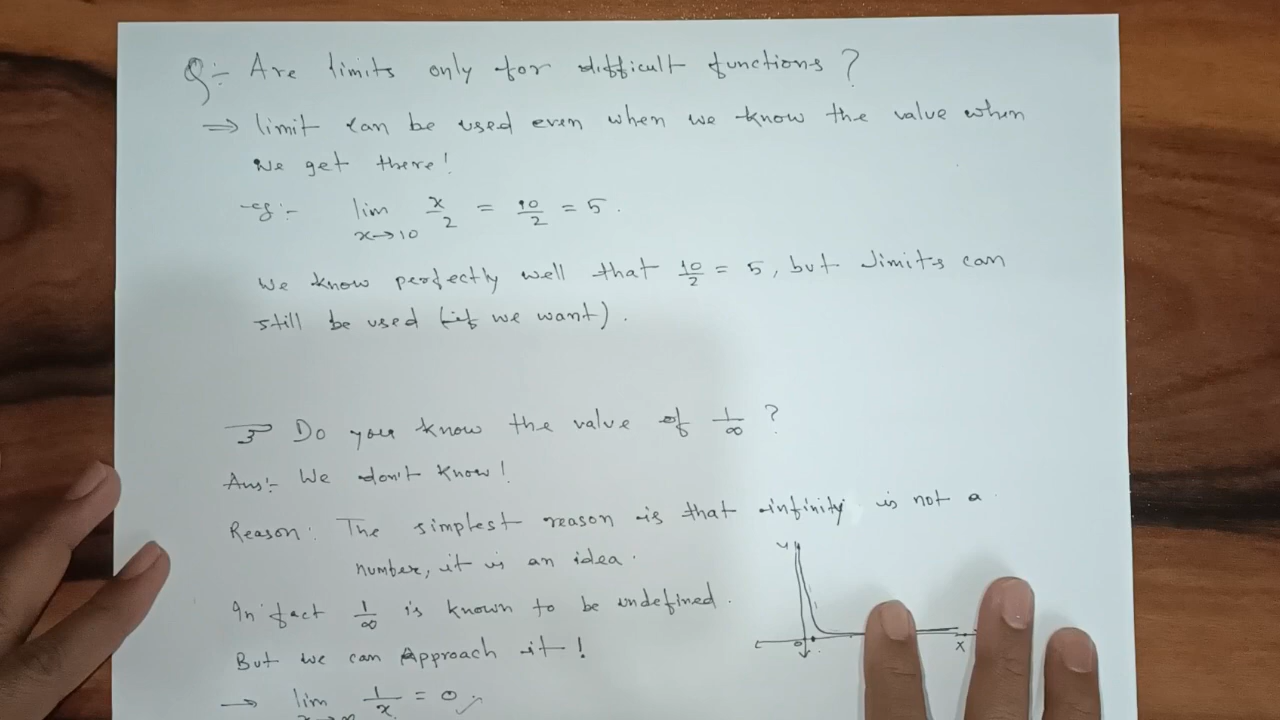 Q:- Are limits only for difficult functions?
⇒ limit can be used even when we know the value when
we get there!
eg:- lim x/2 = 10/2 = 5.
x→10
We know perfectly well that 10/2 = 5, but limits can
still be used (if we want).
Do you know the value of 1/∞ ?
Ans:- We don't know!
Reason: The simplest reason is that infinity is not a
number, it is an idea.
In fact 1/∞ is known to be undefined.
But we can Approach it!
→ lim 1/x = 0
x→∞
y
0
x